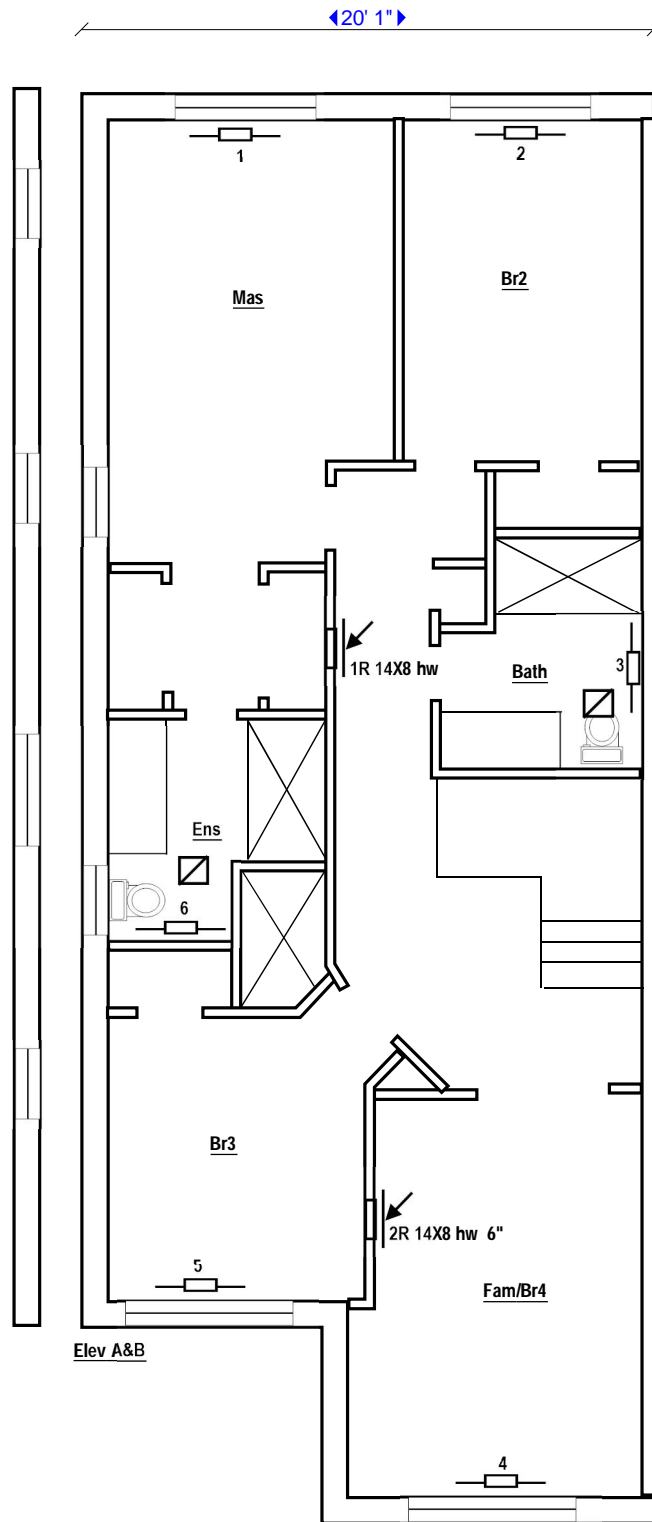 20' 1"
1
2
Mas
Br2
1R 14X8 hw
Bath
3
Ens
6
Br3
2R 14X8 hw 6"
5
Fam/Br4
Elev A&B
4